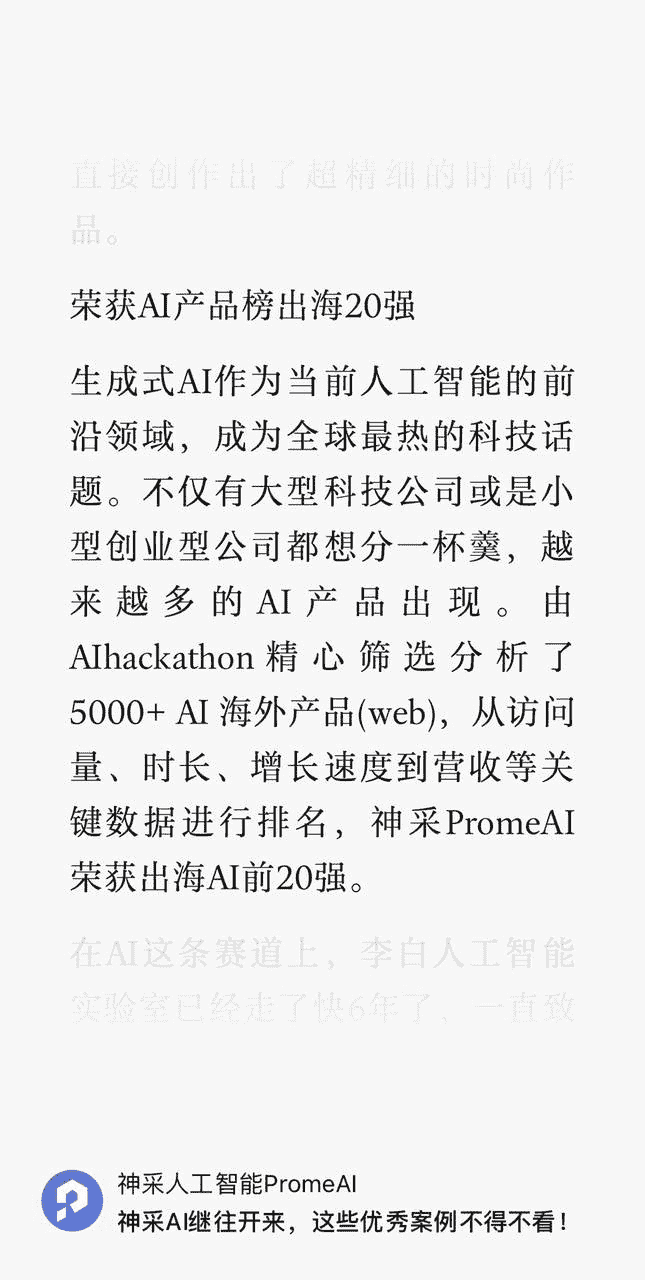 直接创作出了超精细的时尚作
品。
荣获AI产品榜出海20强
生成式AI作为当前人工智能的前
沿领域，成为全球最热的科技话
题。不仅有大型科技公司或是小
型创业型公司都想分一杯羹，越
来越多的AI产品出现。由
AIhackathon精心筛选分析了
5000+ AI 海外产品(web)，从访问
量、时长、增长速度到营收等关
键数据进行排名，神采PromeAI
荣获出海AI前20强。
在AI这条赛道上，李白人工智能
实验室已经走了快6年了，一直致
神采人工智能PromeAI
神采AI继往开来，这些优秀案例不得不看！